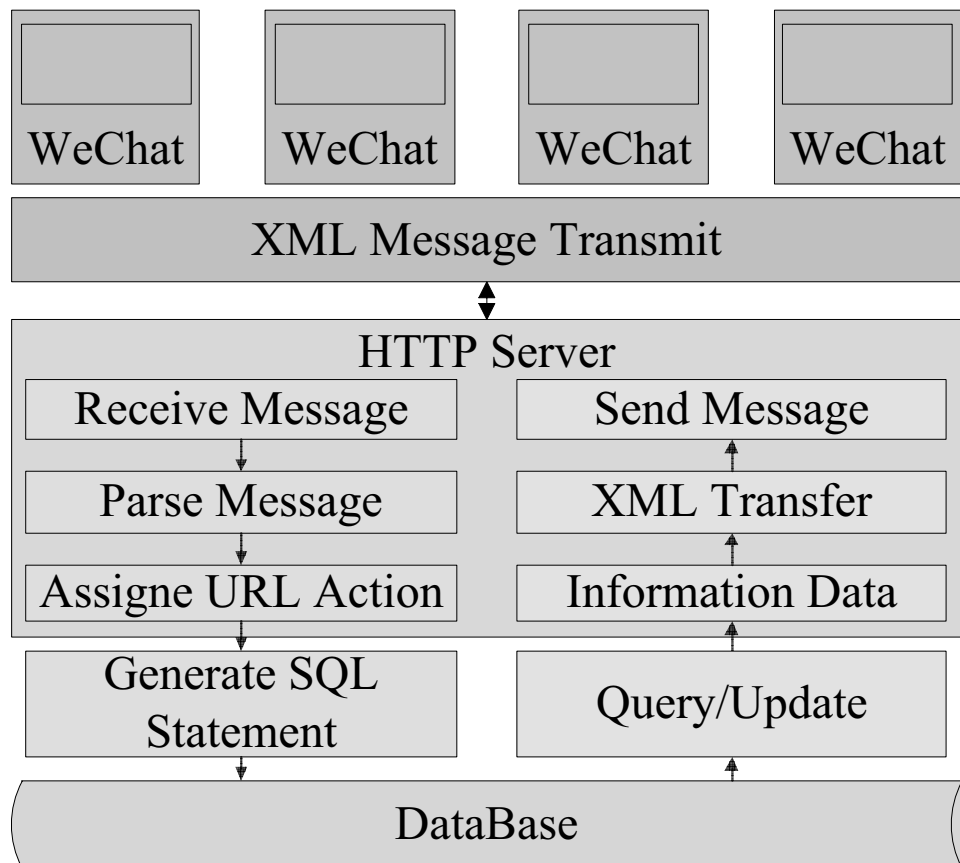 WeChat
WeChat
WeChat
WeChat
XML Message Transmit
HTTP Server
Receive Message
Parse Message
Assigne URL Action
Generate SQL
Statement
Send Message
XML Transfer
Information Data
Query/Update
DataBase